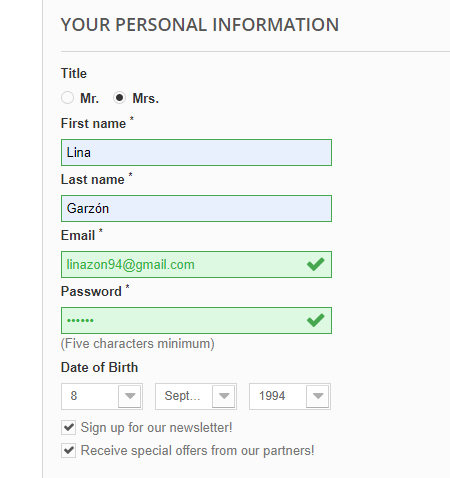 YOUR PERSONAL INFORMATION
Title
Mr. Mrs.
First name *
Lina
Last name *
Garzón
Email *
linazon94@gmail.com
Password *
••••••
(Five characters minimum)
Date of Birth
8 Sept... 1994
Sign up for our newsletter!
Receive special offers from our partners!